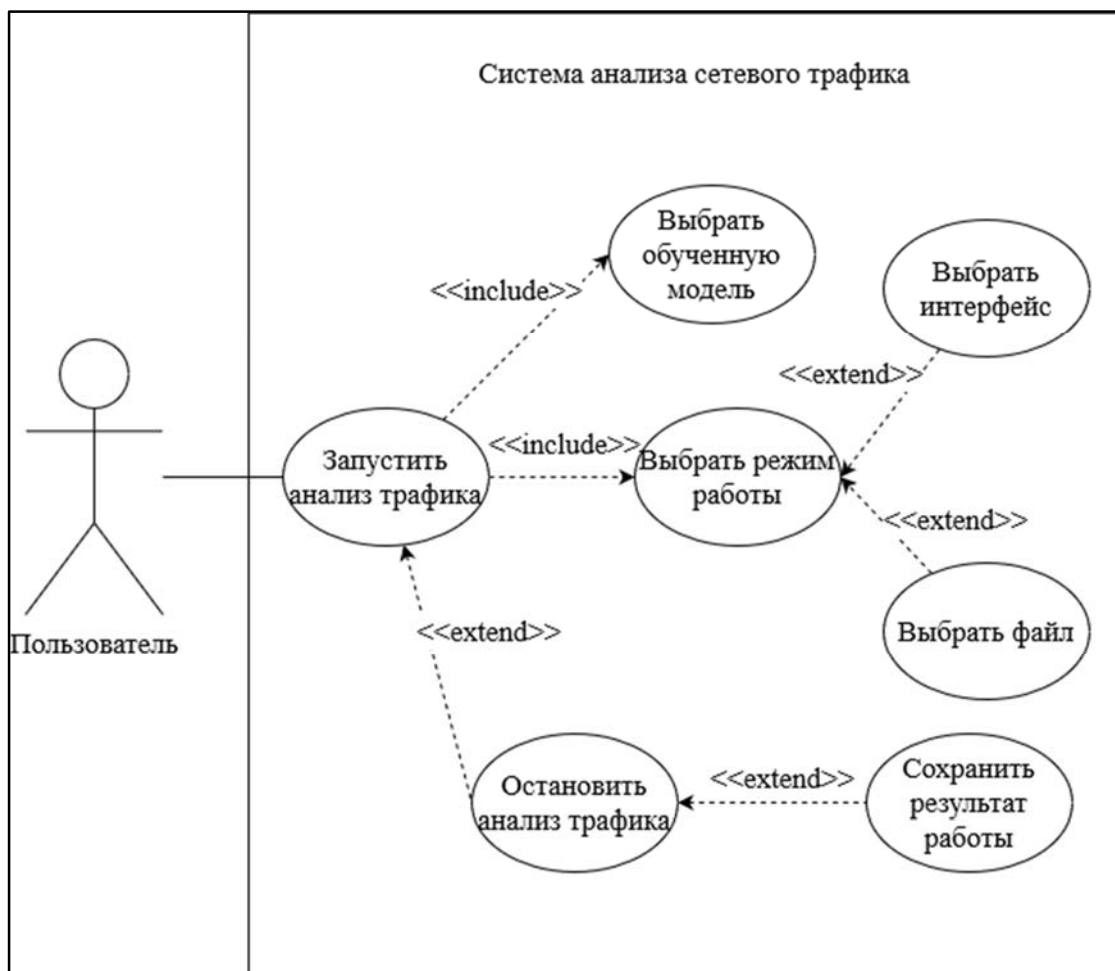 Система анализа сетевого трафика
Выбрать
обученную
модель
<<include>>
Выбрать
интерфейс
<<extend>>
Запустить
анализ трафика
<<include>>
Выбрать режим
работы
<<extend>>
Выбрать файл
Пользователь
<<extend>>
Остановить
анализ трафика
<<extend>>
Сохранить
результат
работы